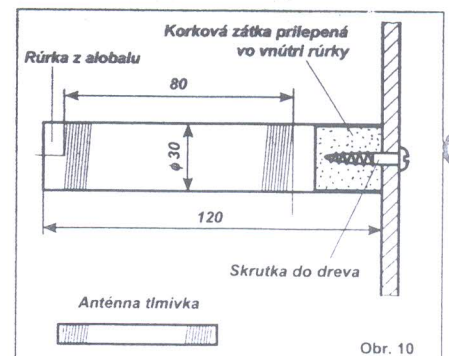 Korková zátka prilepená
vo vnútri rúrky
Rúrka z alobalu
80
ϕ 30
120
Skrutka do dreva
Anténna tlmivka
Obr. 10